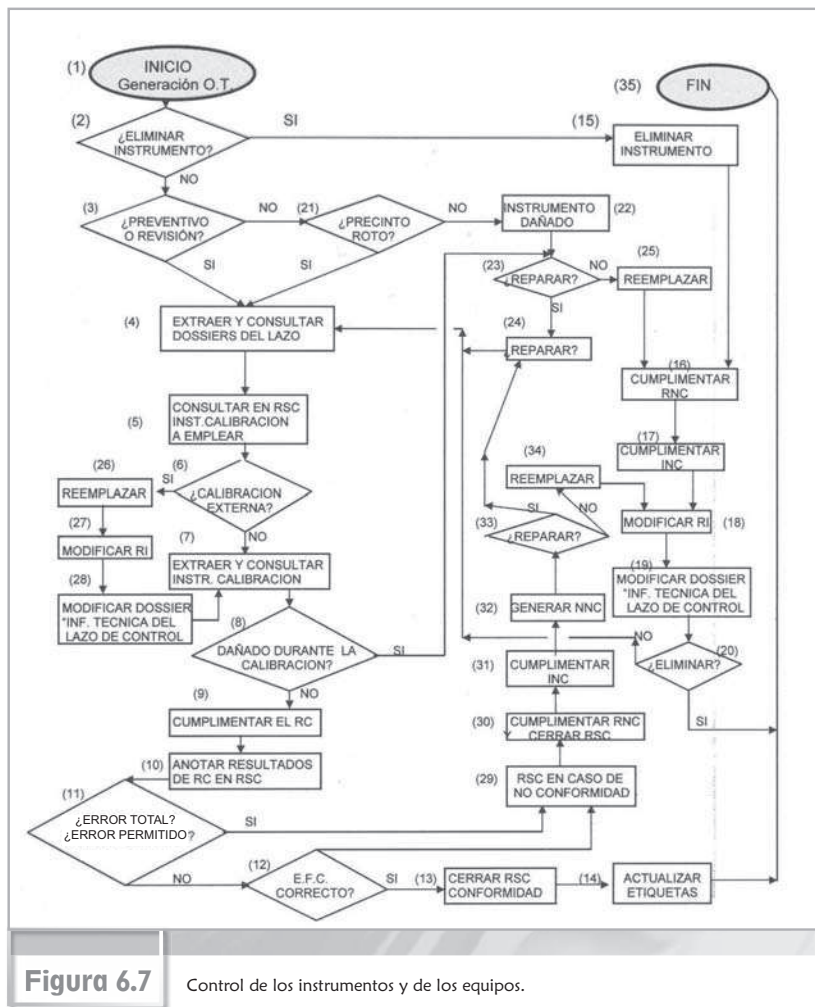 (1)
INICIO
Generación O.T.
(35)
FIN
(2)
¿ELIMINAR
INSTRUMENTO?
SI
(15)
ELIMINAR
INSTRUMENTO
NO
(3)
¿PREVENTIVO
O REVISIÓN?
NO
(21)
¿PRECINTO
ROTO?
NO
INSTRUMENTO
DAÑADO
(22)
SI
SI
(23)
¿REPARAR?
NO
(25)
REEMPLAZAR
SI
(4)
EXTRAER Y CONSULTAR
DOSSIERS DEL LAZO
(24)
¿REPARAR?
(16)
CUMPLIMENTAR
RNC
(5)
CONSULTAR EN RSC
INST.CALIBRACION
A EMPLEAR
(17)
CUMPLIMENTAR
INC
(26)
REEMPLAZAR
SI
(6)
¿CALIBRACION
EXTERNA?
NO
(34)
REEMPLAZAR
SI
NO
(33)
¿REPARAR?
MODIFICAR RI
(18)
(27)
MODIFICAR RI
(7)
EXTRAER Y CONSULTAR
INSTR. CALIBRACION
(19)
MODIFICAR DOSSIER
"INF. TECNICA DEL
LAZO DE CONTROL
(28)
MODIFICAR DOSSIER
"INF. TECNICA DEL
LAZO DE CONTROL
(32)
GENERAR NNC
(8)
DAÑADO DURANTE LA
CALIBRACION?
SI
NO
(20)
¿ELIMINAR?
SI
(31)
CUMPLIMENTAR
INC
NO
(9)
CUMPLIMENTAR EL RC
(30)
CUMPLIMENTAR RNC
Y CERRAR RSC
(10)
ANOTAR RESULTADOS
DE RC EN RSC
(29)
RSC EN CASO DE
NO CONFORMIDAD
(11)
¿ERROR TOTAL?
¿ERROR PERMITIDO?
SI
NO
(12)
E.F.C.
CORRECTO?
SI
(13)
CERRAR RSC
CONFORMIDAD
(14)
ACTUALIZAR
ETIQUETAS
Figura 6.7
Control de los instrumentos y de los equipos.